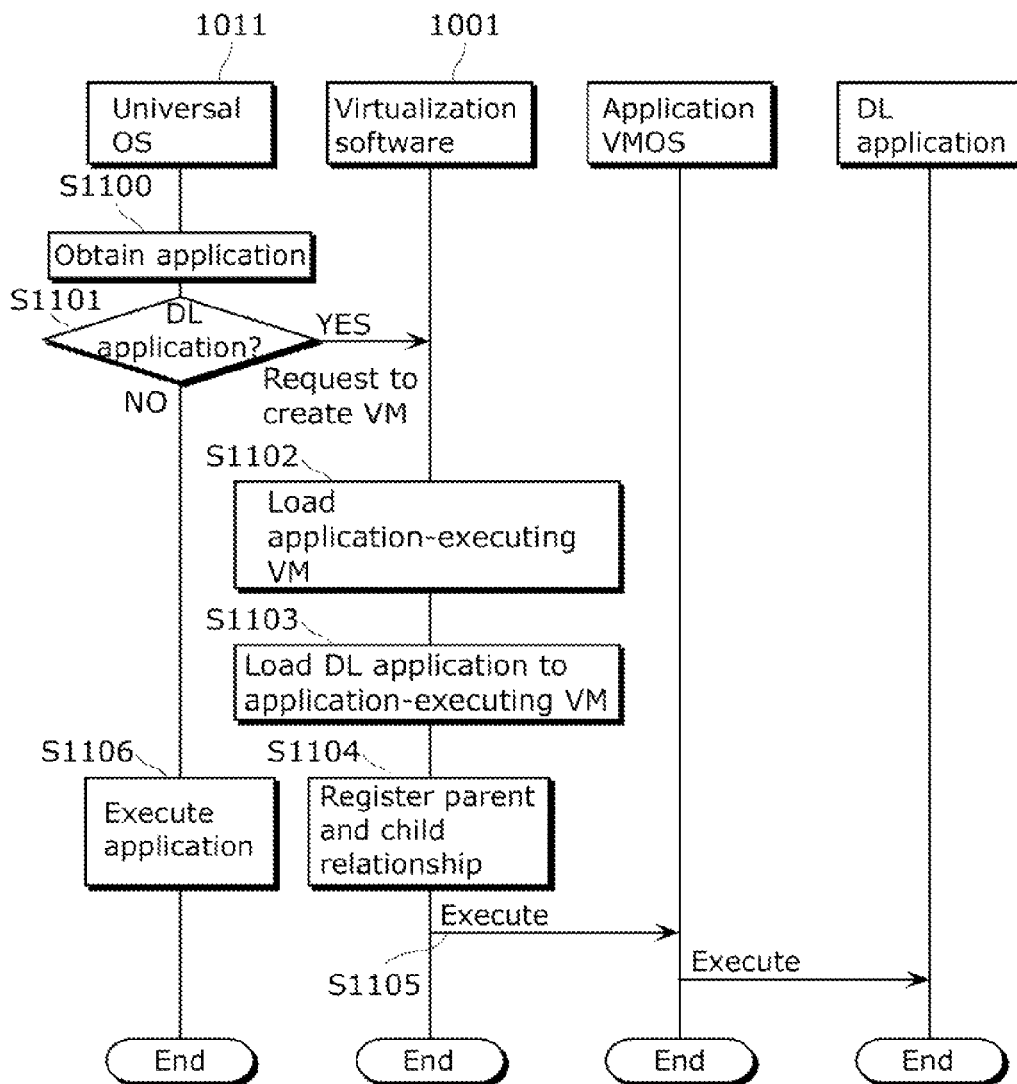 1011
1001
Universal
OS
Virtualization
software
Application
VMOS
DL
application
S1100
Obtain application
S1101
DL
application?
YES
NO
Request to
create VM
S1102
Load
application-executing
VM
S1103
Load DL application to
application-executing VM
S1106
S1104
Execute
application
Register parent
and child
relationship
Execute
S1105
Execute
End
End
End
End